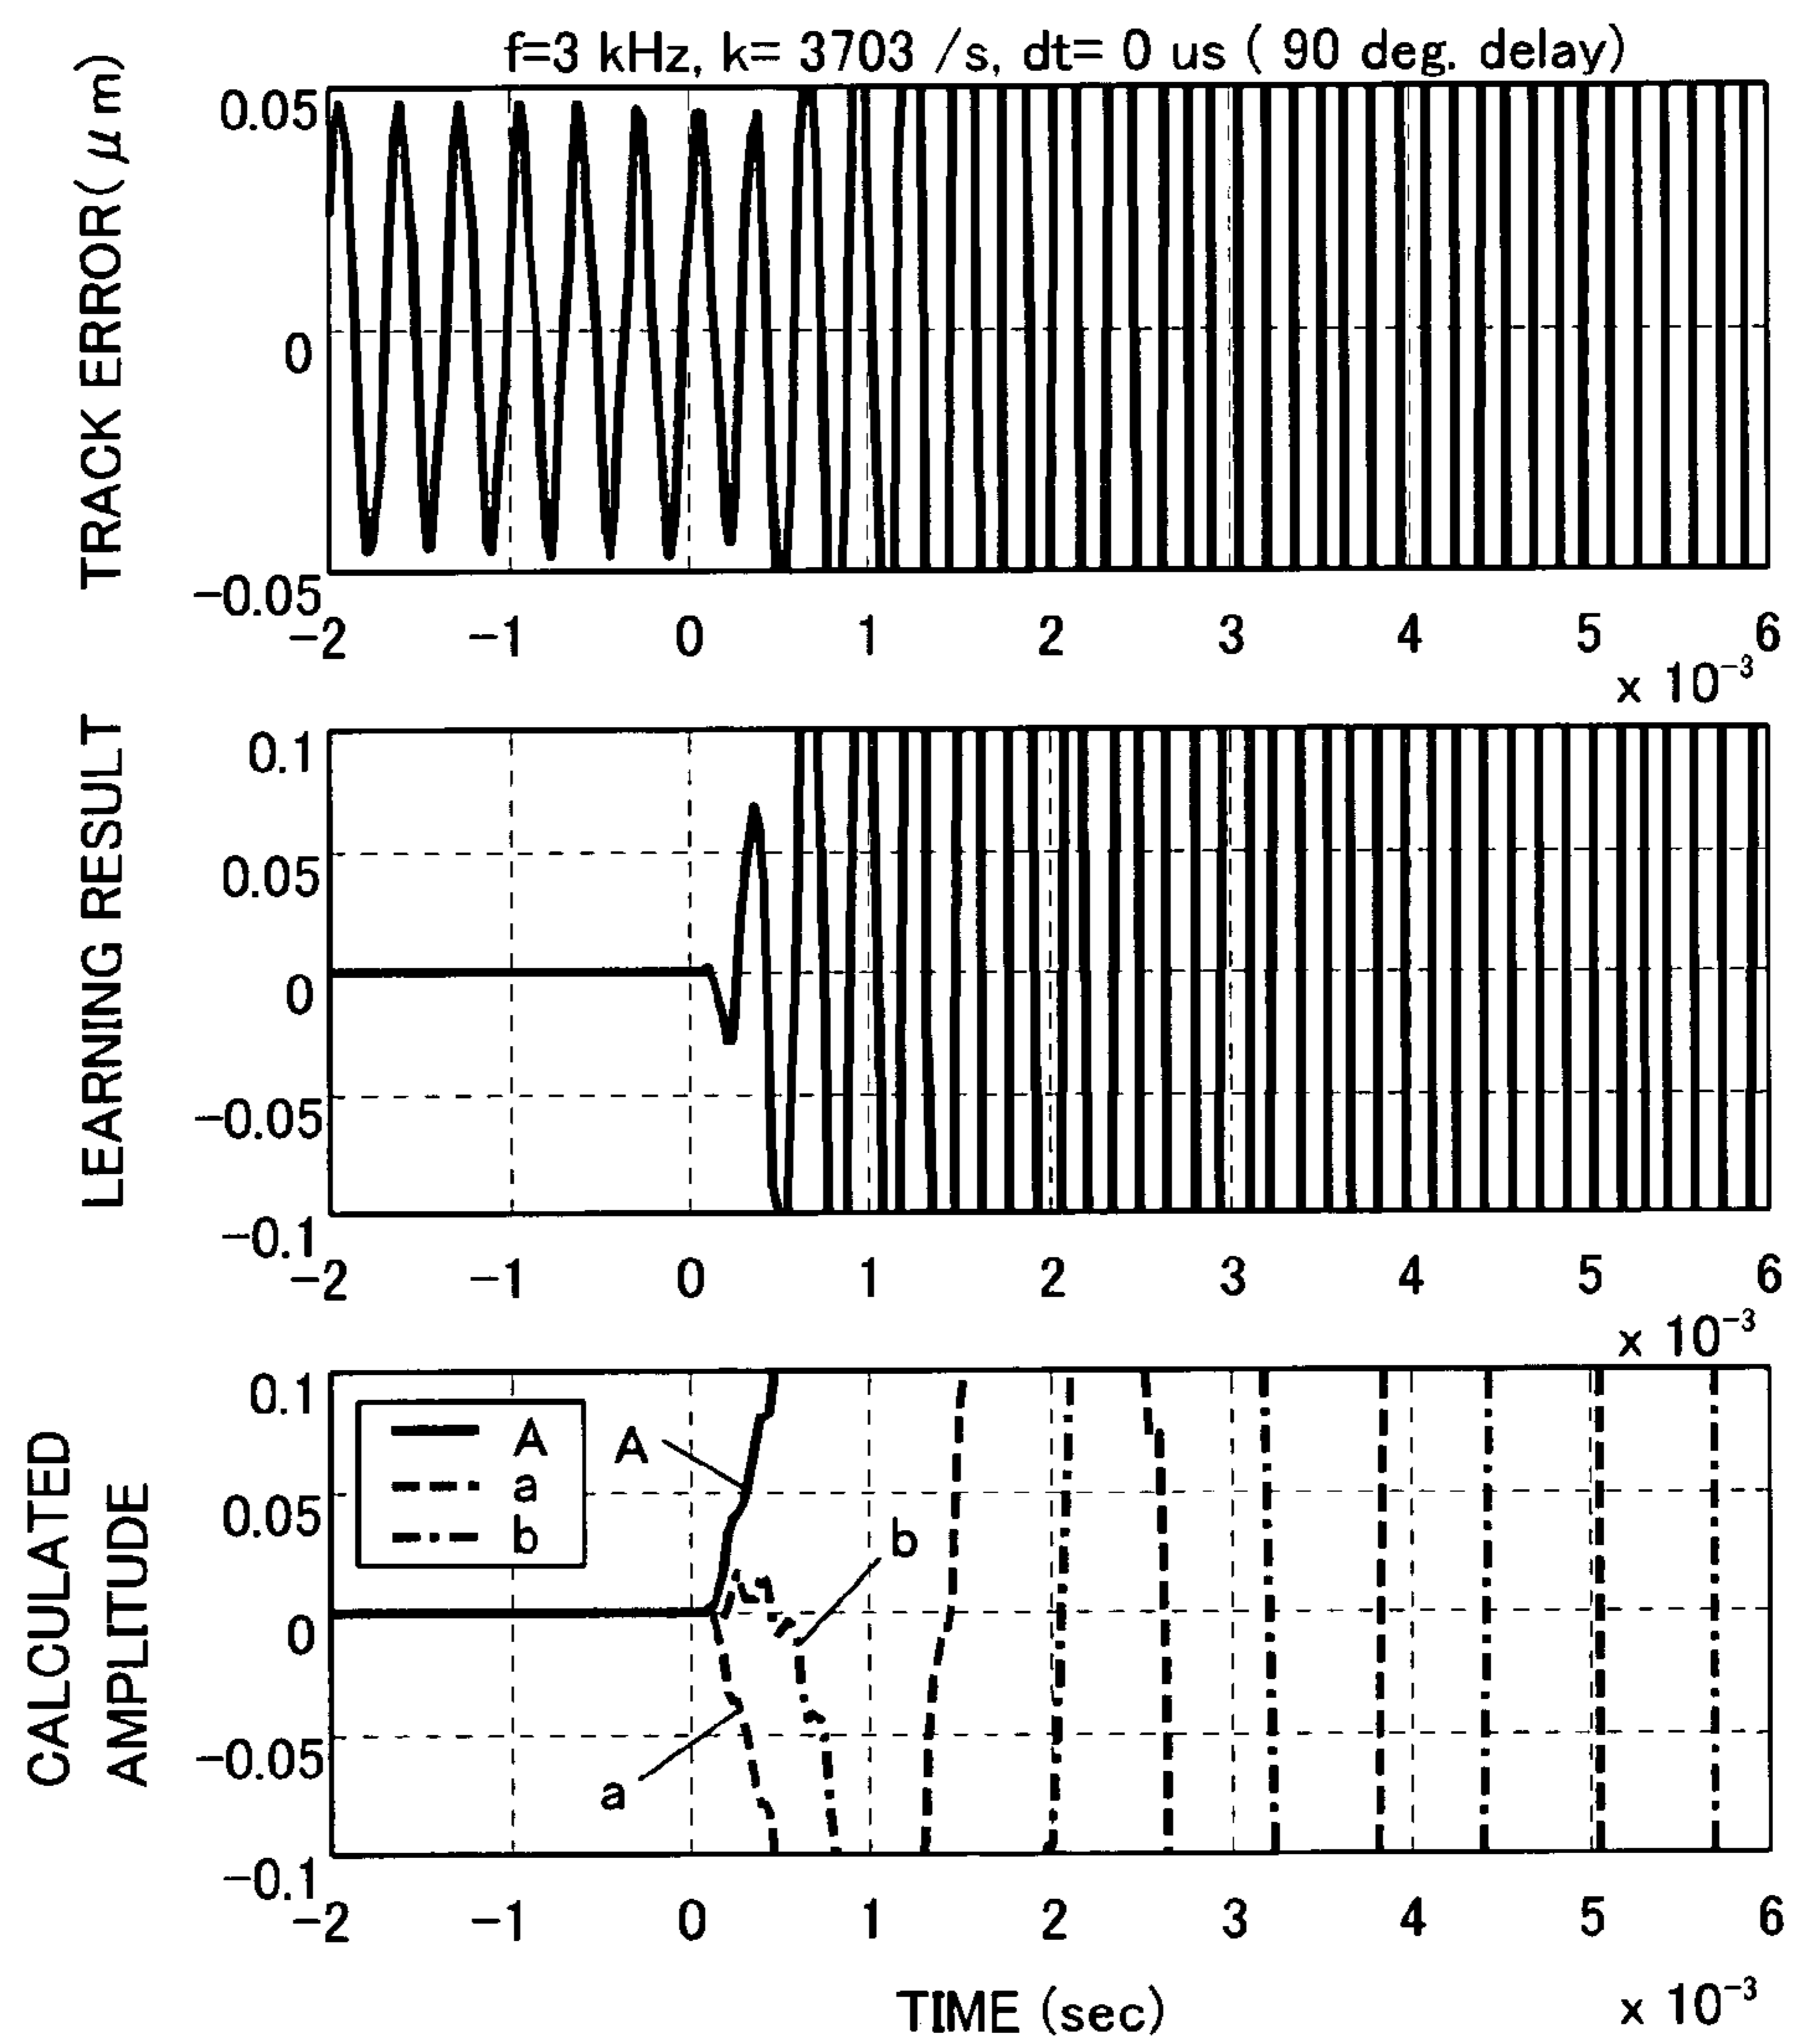 f=3 kHz, k= 3703 /s, dt= 0 us ( 90 deg. delay)
TRACK ERROR(μm)
0.05
0
-0.05
-2 -1 0 1 2 3 4 5 6
x 10-3
LEARNING RESULT
0.1
0.05
0
-0.05
-0.1
-2 -1 0 1 2 3 4 5 6
x 10-3
CALCULATED
AMPLITUDE
0.1
0.05
0
-0.05
-0.1
A
a
b
A
b
a
-2 -1 0 1 2 3 4 5 6
TIME (sec)
x 10-3